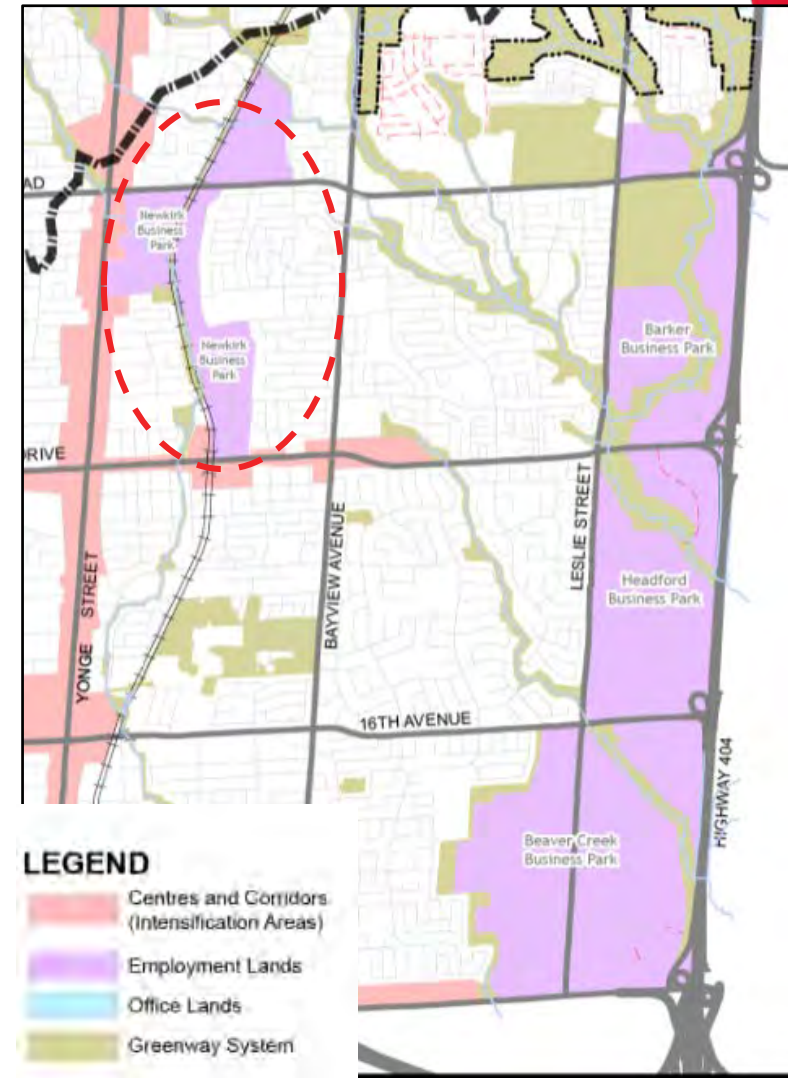 AD
Newkirk
Business
Park
Newkirk
Business
Park
Barker
Business Park
DRIVE
YONGE STREET
BAYVIEW AVENUE
LESLIE STREET
Headford
Business Park
16TH AVENUE
HIGHWAY 404
Beaver Creek
Business Park
LEGEND
Centres and Corridors
(Intensification Areas)
Employment Lands
Office Lands
Greenway System